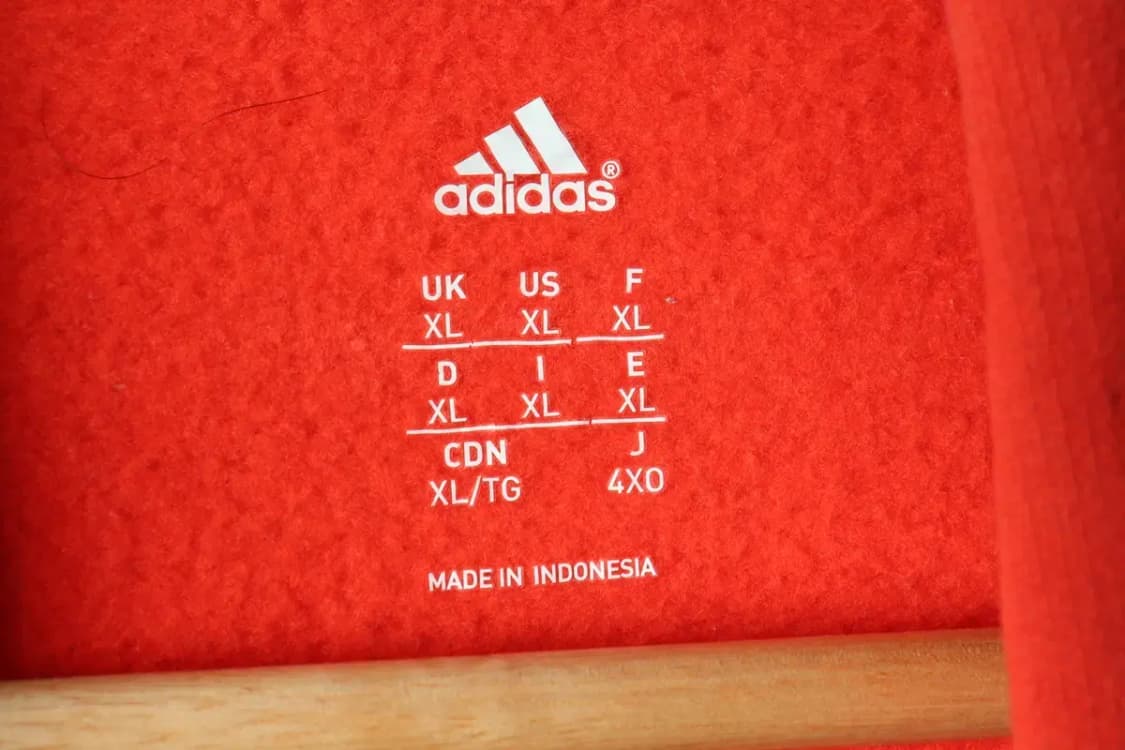 adidas®
UK US F
XL XL XL
D I E
XL XL XL
CDN J
XL/TG 4XO
MADE IN INDONESIA